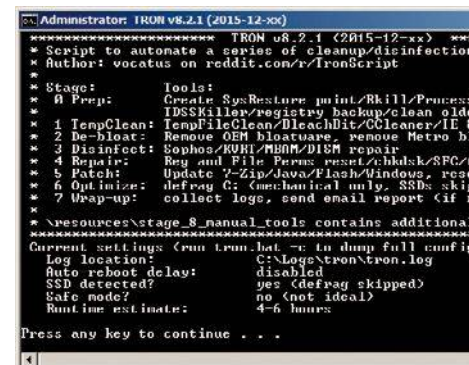 Administrator: TRON v8.2.1 (2015-12-xx)
********************** TRON v8.2.1 (2015-12-xx) **
* Script to automate a series of cleanup/disinfectio
* Author: vocatus on reddit.com/r/TronScript
*
* Stage: Tools:
* 0 Prep: Create SysRestore point/Rkill/Proces
* TDSSKiller/registry backup/clean olde
* 1 TempClean: TempFileClean/BleachBit/CCleaner/IE &
* 2 De-bloat: Remove OEM bloatware, remove Metro b
* 3 Disinfect: Sophos/KVRT/MBAM/DISM repair
* 4 Repair: Reg and File Perms reset/chkdsk/SFC/
* 5 Patch: Update 7-Zip/Java/Flash/Windows, rese
* 6 Optimize: defrag C: (mechanical only, SSDs skip
* 7 Wrap-up: collect logs, send email report (if i
*
* \resources\stage_8_manual_tools contains additional
****************************************************
Current settings (run tron.bat -c to dump full config
Log location: C:\Logs\tron\tron.log
Auto reboot delay: disabled
SSD detected? yes (defrag skipped)
Safe mode? no (not ideal)
Runtime estimate: 4-6 hours
Press any key to continue . . .